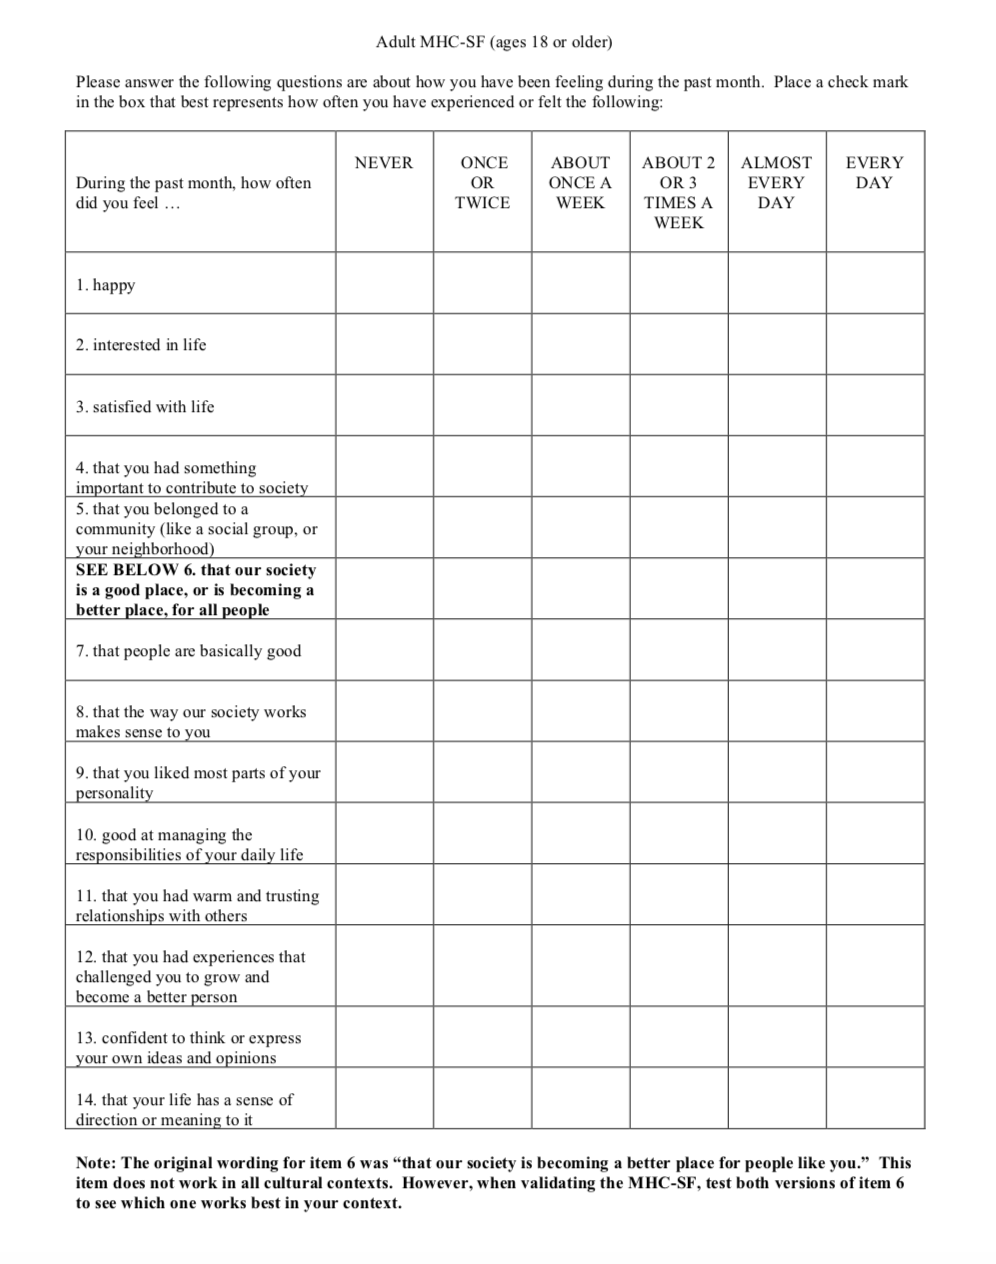 Adult MHC-SF (ages 18 or older)
Please answer the following questions are about how you have been feeling during the past month.  Place a check mark
in the box that best represents how often you have experienced or felt the following:
During the past month, how often
did you feel …
NEVER
ONCE
OR
TWICE
ABOUT
ONCE A
WEEK
ABOUT 2
OR 3
TIMES A
WEEK
ALMOST
EVERY
DAY
EVERY
DAY
1. happy
2. interested in life
3. satisfied with life
4. that you had something
important to contribute to society
5. that you belonged to a
community (like a social group, or
your neighborhood)
SEE BELOW 6. that our society
is a good place, or is becoming a
better place, for all people
7. that people are basically good
8. that the way our society works
makes sense to you
9. that you liked most parts of your
personality
10. good at managing the
responsibilities of your daily life
11. that you had warm and trusting
relationships with others
12. that you had experiences that
challenged you to grow and
become a better person
13. confident to think or express
your own ideas and opinions
14. that your life has a sense of
direction or meaning to it
Note: The original wording for item 6 was “that our society is becoming a better place for people like you.”  This
item does not work in all cultural contexts.  However, when validating the MHC-SF, test both versions of item 6
to see which one works best in your context.